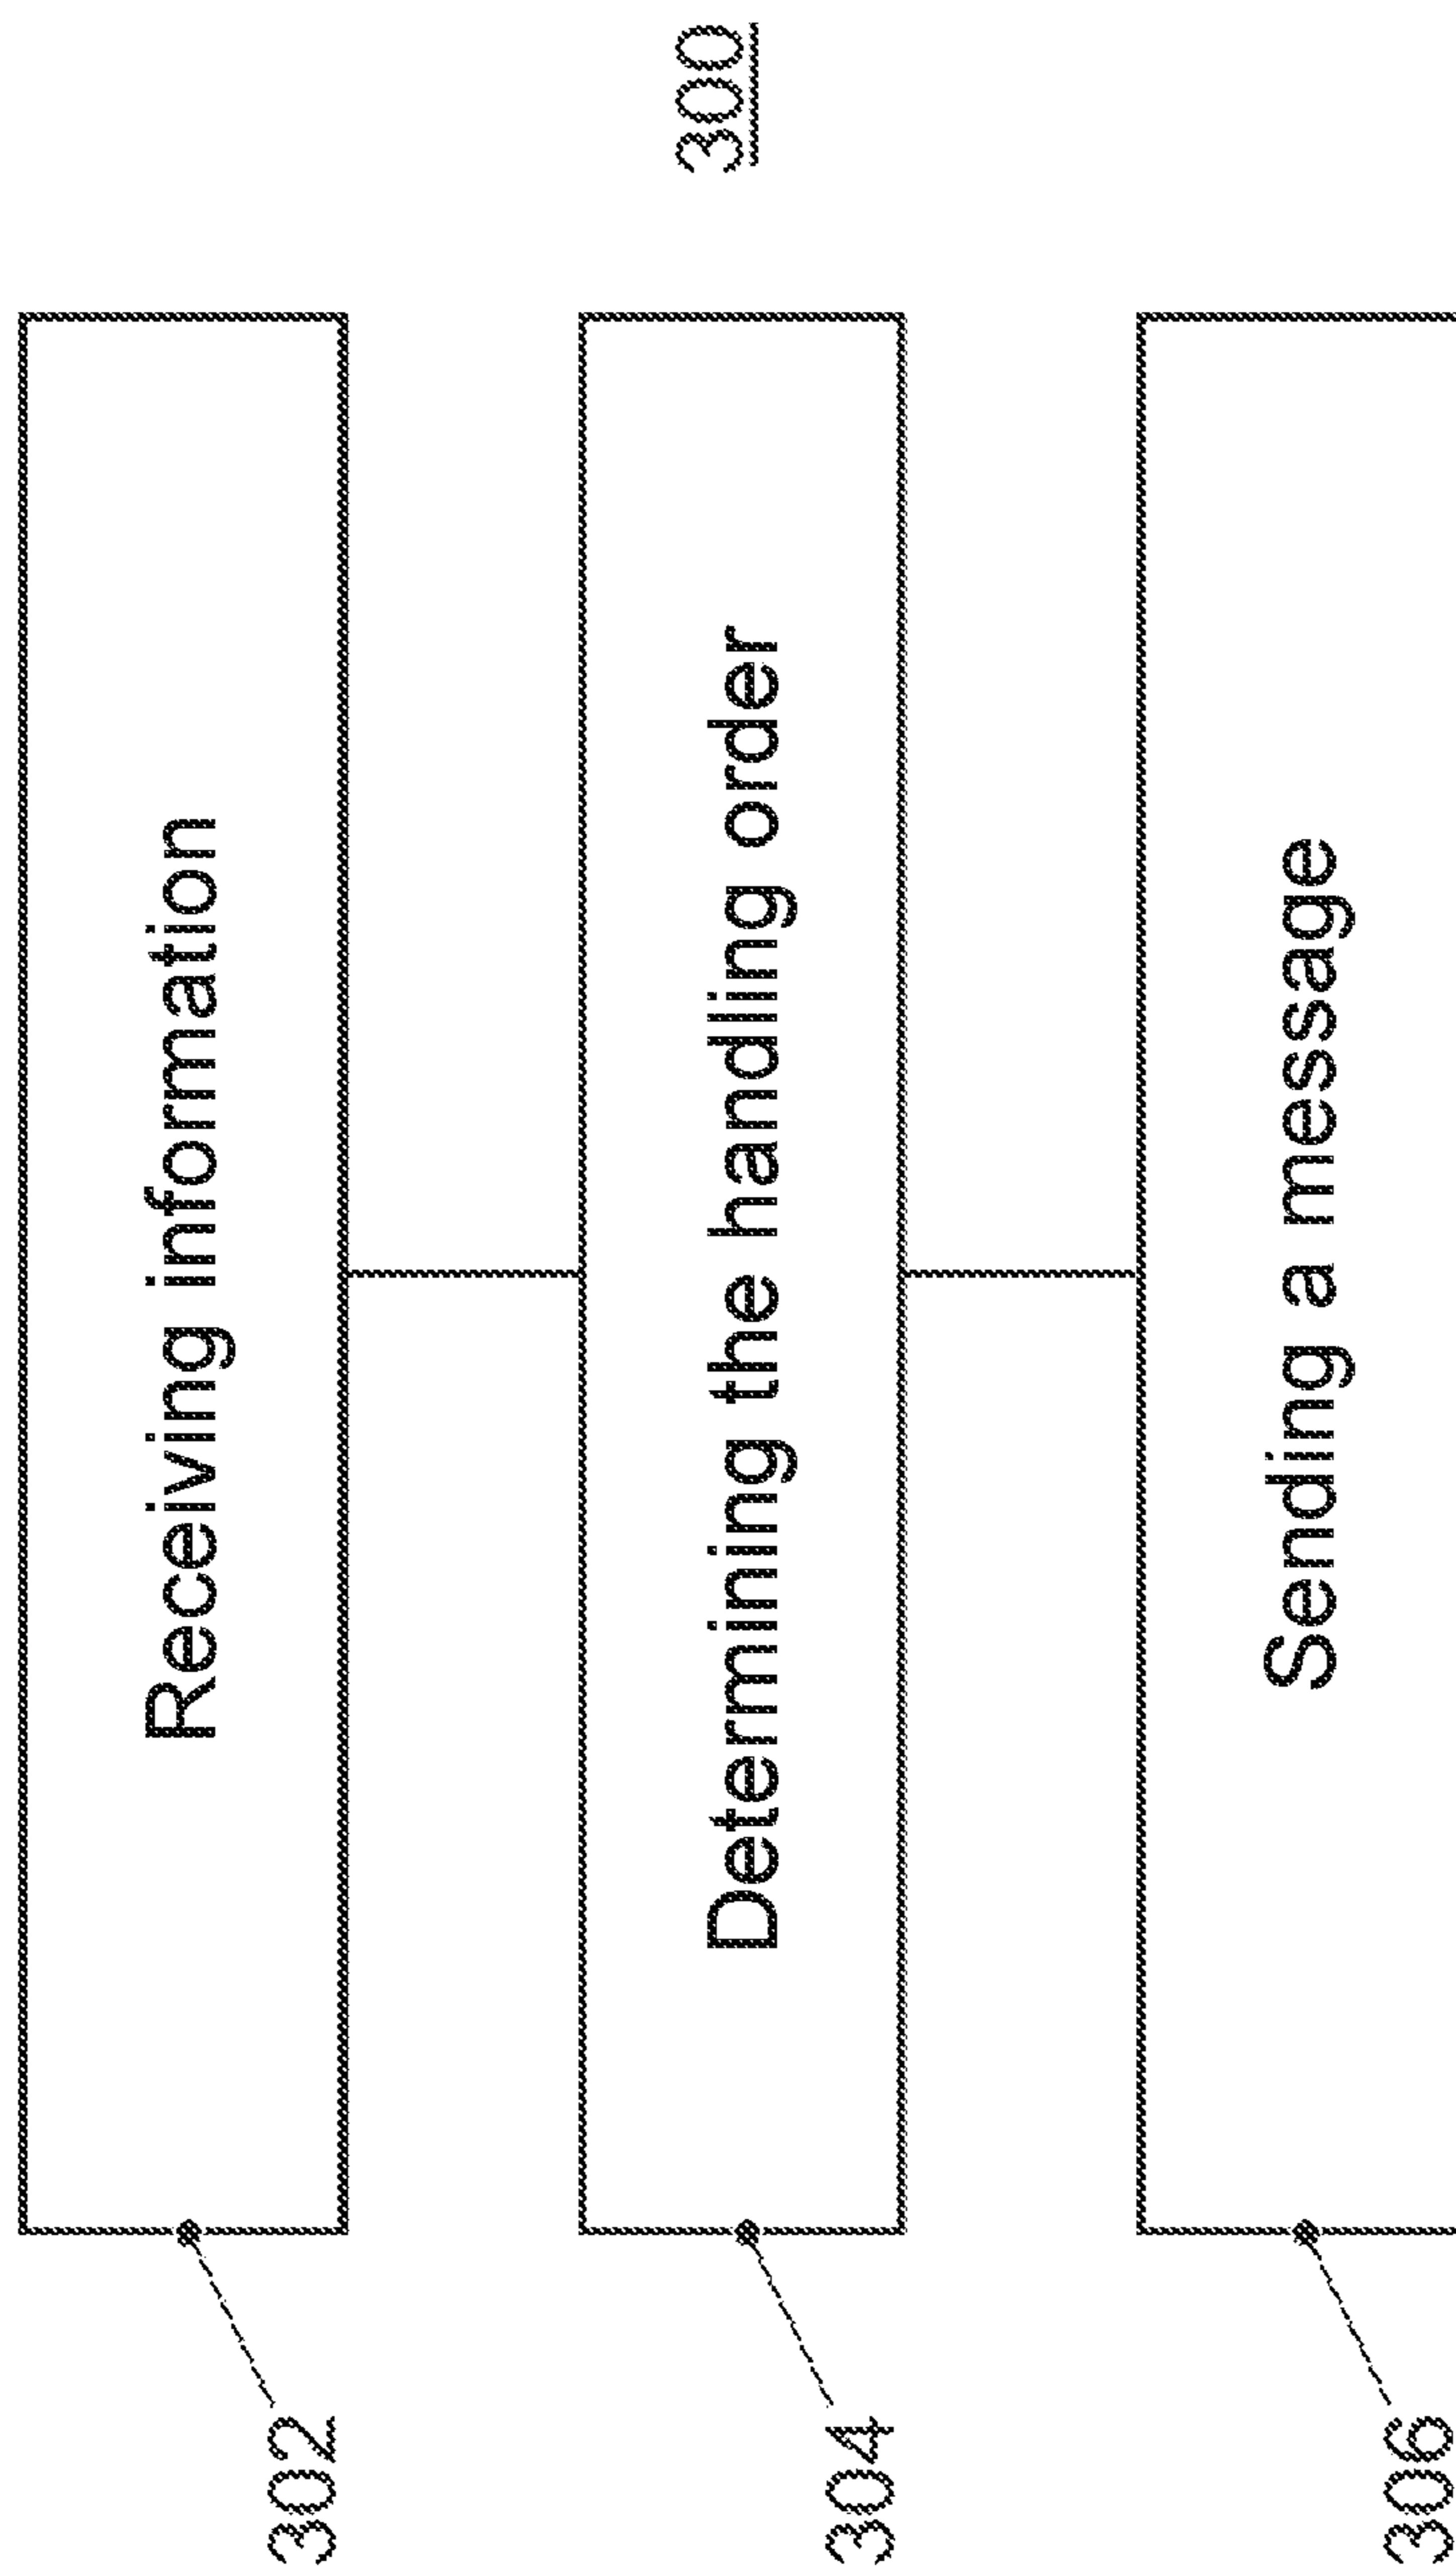 302
Receiving information
304
Determining the handling order
300
306
Sending a message